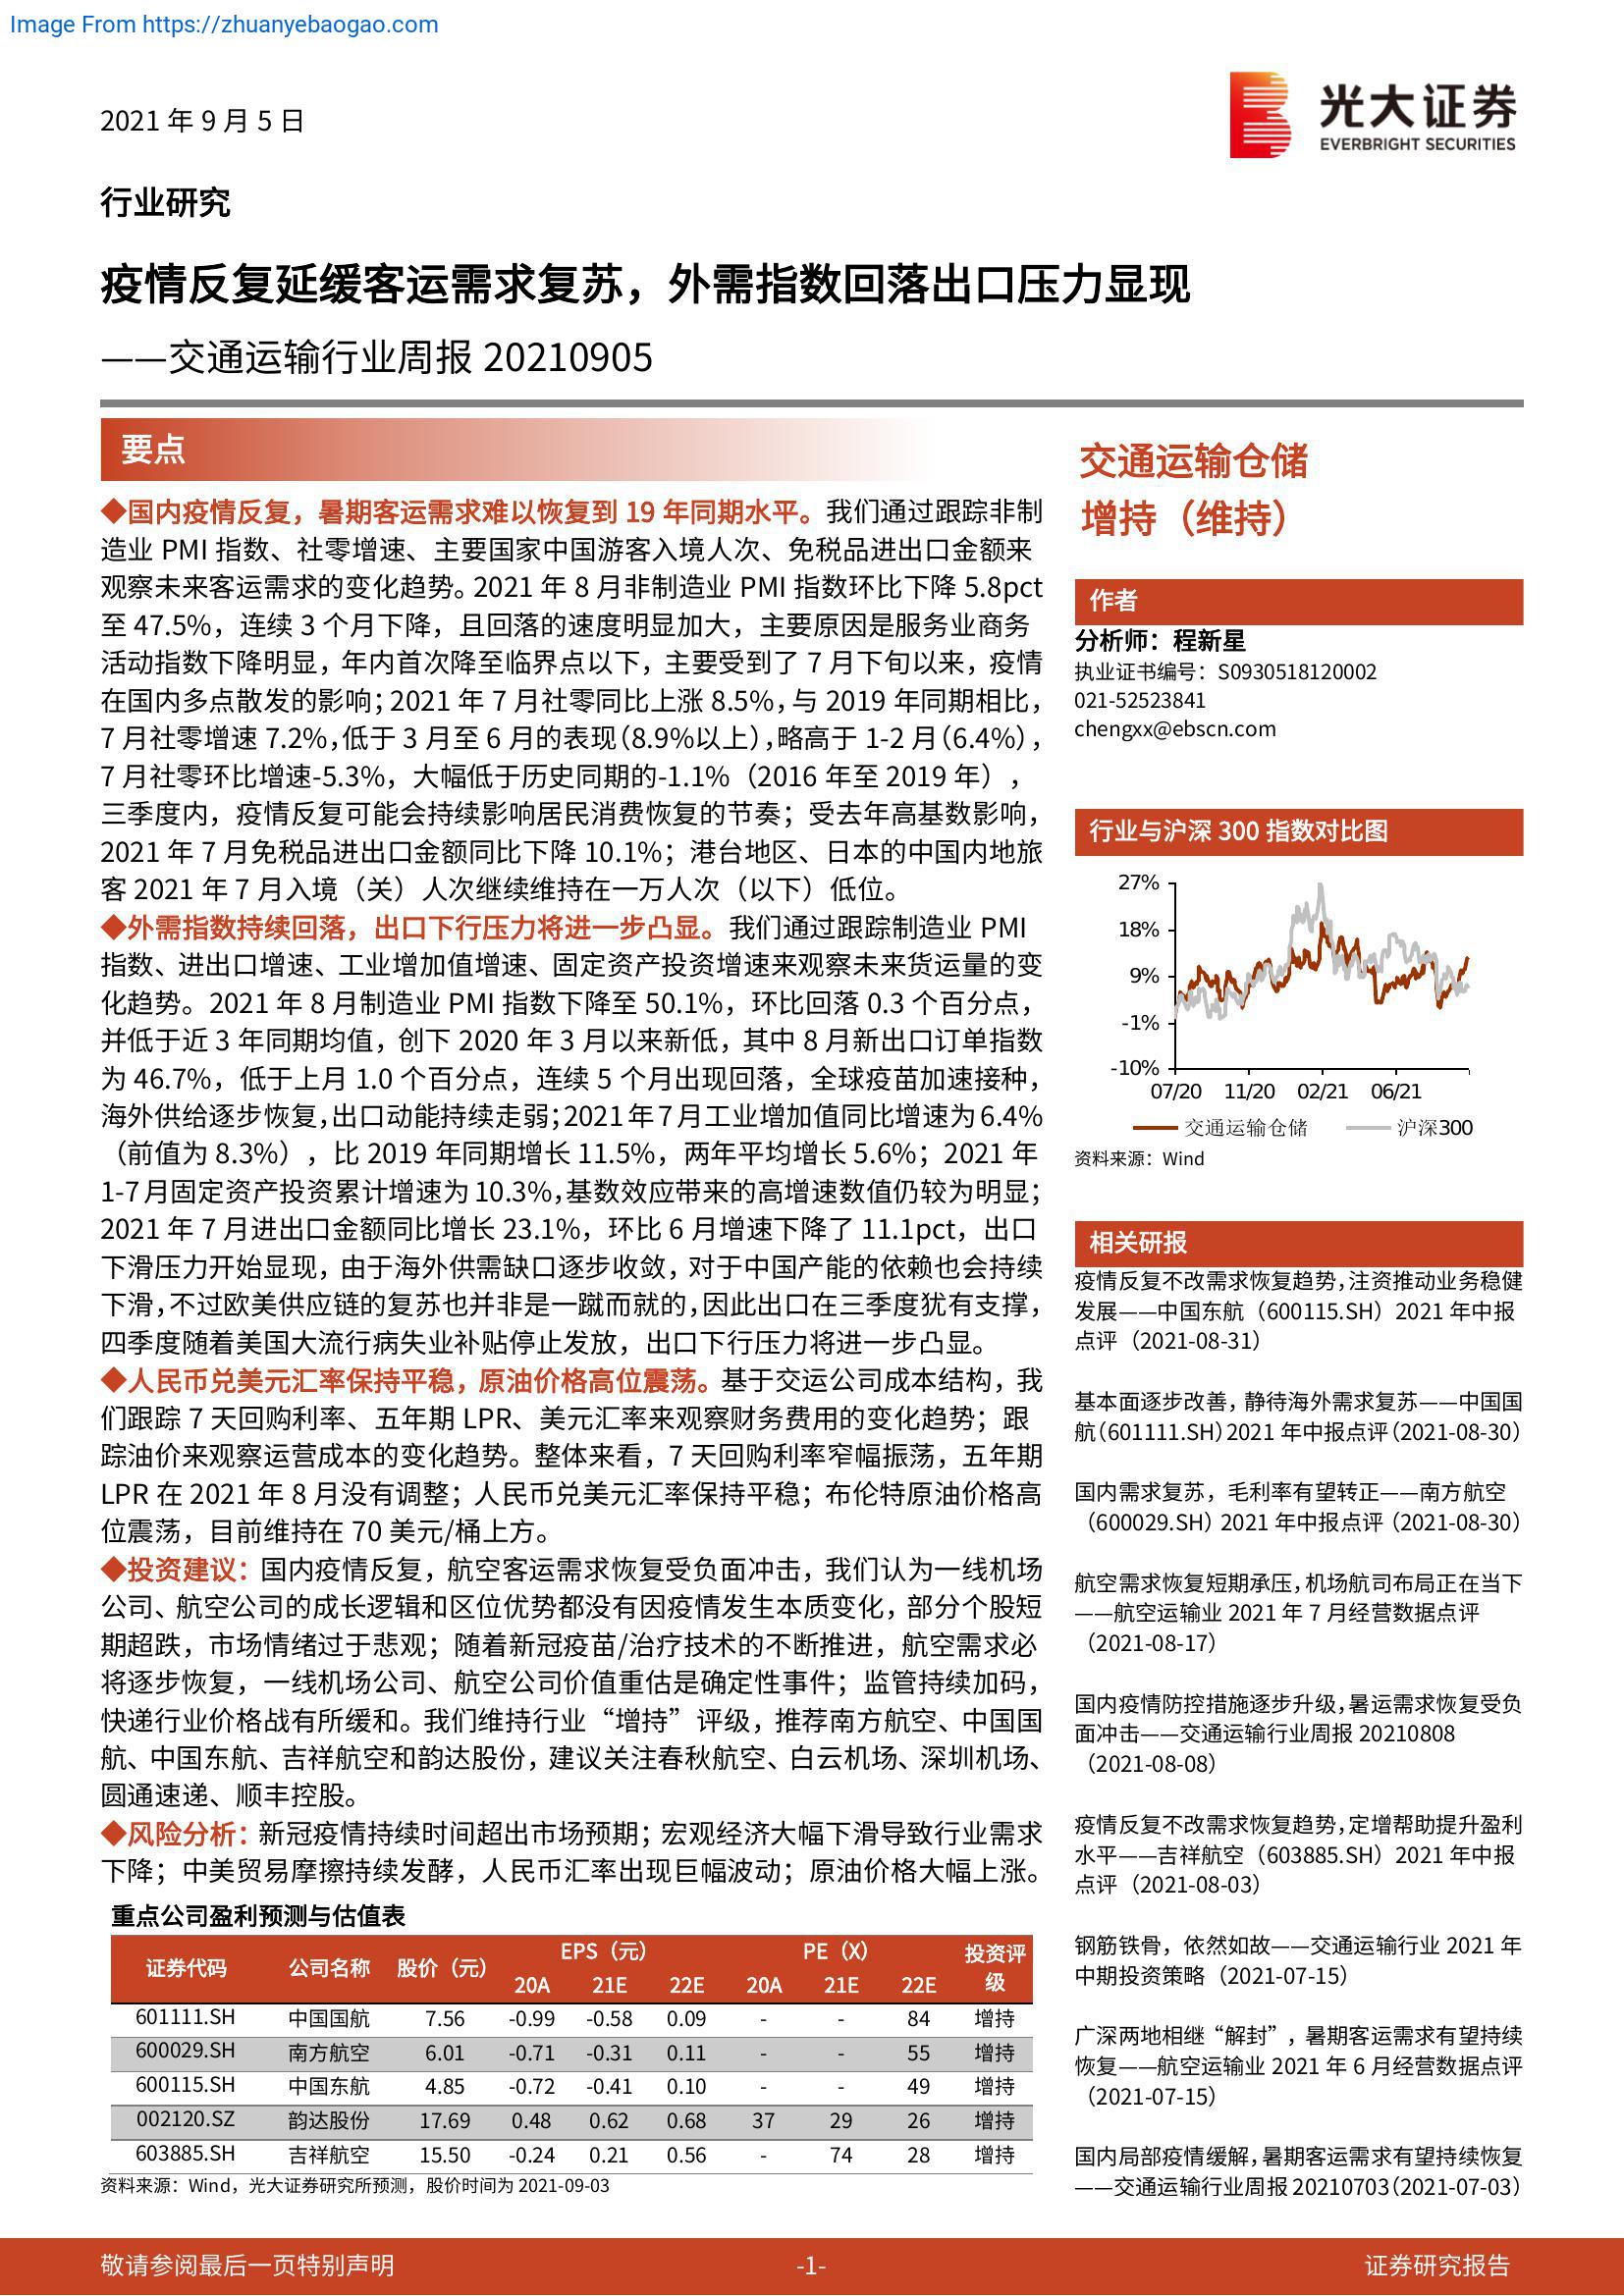 Image From https://zhuanyebaogao.com
2021 年 9 月 5 日
光大证券
EVERBRIGHT SECURITIES
行业研究
疫情反复延缓客运需求复苏，外需指数回落出口压力显现
——交通运输行业周报 20210905
要点
◆国内疫情反复，暑期客运需求难以恢复到 19 年同期水平。我们通过跟踪非制
造业 PMI 指数、社零增速、主要国家中国游客入境人次、免税品进出口金额来
观察未来客运需求的变化趋势。2021 年 8 月非制造业 PMI 指数环比下降 5.8pct
至 47.5%，连续 3 个月下降，且回落的速度明显加大，主要原因是服务业商务
活动指数下降明显，年内首次降至临界点以下，主要受到了 7 月下旬以来，疫情
在国内多点散发的影响；2021 年 7 月社零同比上涨 8.5%，与 2019 年同期相比，
7 月社零增速 7.2%，低于 3 月至 6 月的表现（8.9%以上），略高于 1-2 月（6.4%），
7 月社零环比增速-5.3%，大幅低于历史同期的-1.1%（2016 年至 2019 年），
三季度内，疫情反复可能会持续影响居民消费恢复的节奏；受去年高基数影响，
2021 年 7 月免税品进出口金额同比下降 10.1%；港台地区、日本的中国内地旅
客 2021 年 7 月入境（关）人次继续维持在一万人次（以下）低位。
◆外需指数持续回落，出口下行压力将进一步凸显。我们通过跟踪制造业 PMI
指数、进出口增速、工业增加值增速、固定资产投资增速来观察未来货运量的变
化趋势。2021 年 8 月制造业 PMI 指数下降至 50.1%，环比回落 0.3 个百分点，
并低于近 3 年同期均值，创下 2020 年 3 月以来新低，其中 8 月新出口订单指数
为 46.7%，低于上月 1.0 个百分点，连续 5 个月出现回落，全球疫苗加速接种，
海外供给逐步恢复，出口动能持续走弱；2021 年 7 月工业增加值同比增速为 6.4%
（前值为 8.3%），比 2019 年同期增长 11.5%，两年平均增长 5.6%；2021 年
1-7 月固定资产投资累计增速为 10.3%，基数效应带来的高增速数值仍较为明显；
2021 年 7 月进出口金额同比增长 23.1%，环比 6 月增速下降了 11.1pct，出口
下滑压力开始显现，由于海外供需缺口逐步收敛，对于中国产能的依赖也会持续
下滑，不过欧美供应链的复苏也并非是一蹴而就的，因此出口在三季度犹有支撑，
四季度随着美国大流行病失业补贴停止发放，出口下行压力将进一步凸显。
◆人民币兑美元汇率保持平稳，原油价格高位震荡。基于交运公司成本结构，我
们跟踪 7 天回购利率、五年期 LPR、美元汇率来观察财务费用的变化趋势；跟
踪油价来观察运营成本的变化趋势。整体来看，7 天回购利率窄幅振荡，五年期
LPR 在 2021 年 8 月没有调整；人民币兑美元汇率保持平稳；布伦特原油价格高
位震荡，目前维持在 70 美元/桶上方。
◆投资建议：国内疫情反复，航空客运需求恢复受负面冲击，我们认为一线机场
公司、航空公司的成长逻辑和区位优势都没有因疫情发生本质变化，部分个股短
期超跌，市场情绪过于悲观；随着新冠疫苗/治疗技术的不断推进，航空需求必
将逐步恢复，一线机场公司、航空公司价值重估是确定性事件；监管持续加码，
快递行业价格战有所缓和。我们维持行业“增持”评级，推荐南方航空、中国国
航、中国东航、吉祥航空和韵达股份，建议关注春秋航空、白云机场、深圳机场、
圆通速递、顺丰控股。
◆风险分析：新冠疫情持续时间超出市场预期；宏观经济大幅下滑导致行业需求
下降；中美贸易摩擦持续发酵，人民币汇率出现巨幅波动；原油价格大幅上涨。
重点公司盈利预测与估值表
证券代码 公司名称 股价（元） EPS（元） PE（X） 投资评级
20A 21E 22E 20A 21E 22E
601111.SH 中国国航 7.56 -0.99 -0.58 0.09 - - 84 增持
600029.SH 南方航空 6.01 -0.71 -0.31 0.11 - - 55 增持
600115.SH 中国东航 4.85 -0.72 -0.41 0.10 - - 49 增持
002120.SZ 韵达股份 17.69 0.48 0.62 0.68 37 29 26 增持
603885.SH 吉祥航空 15.50 -0.24 0.21 0.56 - 74 28 增持
资料来源：Wind，光大证券研究所预测，股价时间为 2021-09-03
交通运输仓储
增持（维持）
作者
分析师：程新星
执业证书编号：S0930518120002
021-52523841
chengxx@ebscn.com
行业与沪深 300 指数对比图
27%
18%
9%
-1%
-10%
07/20 11/20 02/21 06/21
交通运输仓储 沪深300
资料来源：Wind
相关研报
疫情反复不改需求恢复趋势，注资推动业务稳健
发展——中国东航（600115.SH）2021 年中报
点评（2021-08-31）
基本面逐步改善，静待海外需求复苏——中国国
航（601111.SH）2021 年中报点评（2021-08-30）
国内需求复苏，毛利率有望转正——南方航空
（600029.SH）2021 年中报点评（2021-08-30）
航空需求恢复短期承压，机场航司布局正在当下
——航空运输业 2021 年 7 月经营数据点评
（2021-08-17）
国内疫情防控措施逐步升级，暑运需求恢复受负
面冲击——交通运输行业周报 20210808
（2021-08-08）
疫情反复不改需求恢复趋势，定增帮助提升盈利
水平——吉祥航空（603885.SH）2021 年中报
点评（2021-08-03）
钢筋铁骨，依然如故——交通运输行业 2021 年
中期投资策略（2021-07-15）
广深两地相继“解封”，暑期客运需求有望持续
恢复——航空运输业 2021 年 6 月经营数据点评
（2021-07-15）
国内局部疫情缓解，暑期客运需求有望持续恢复
——交通运输行业周报 20210703（2021-07-03）
敬请参阅最后一页特别声明 -1- 证券研究报告